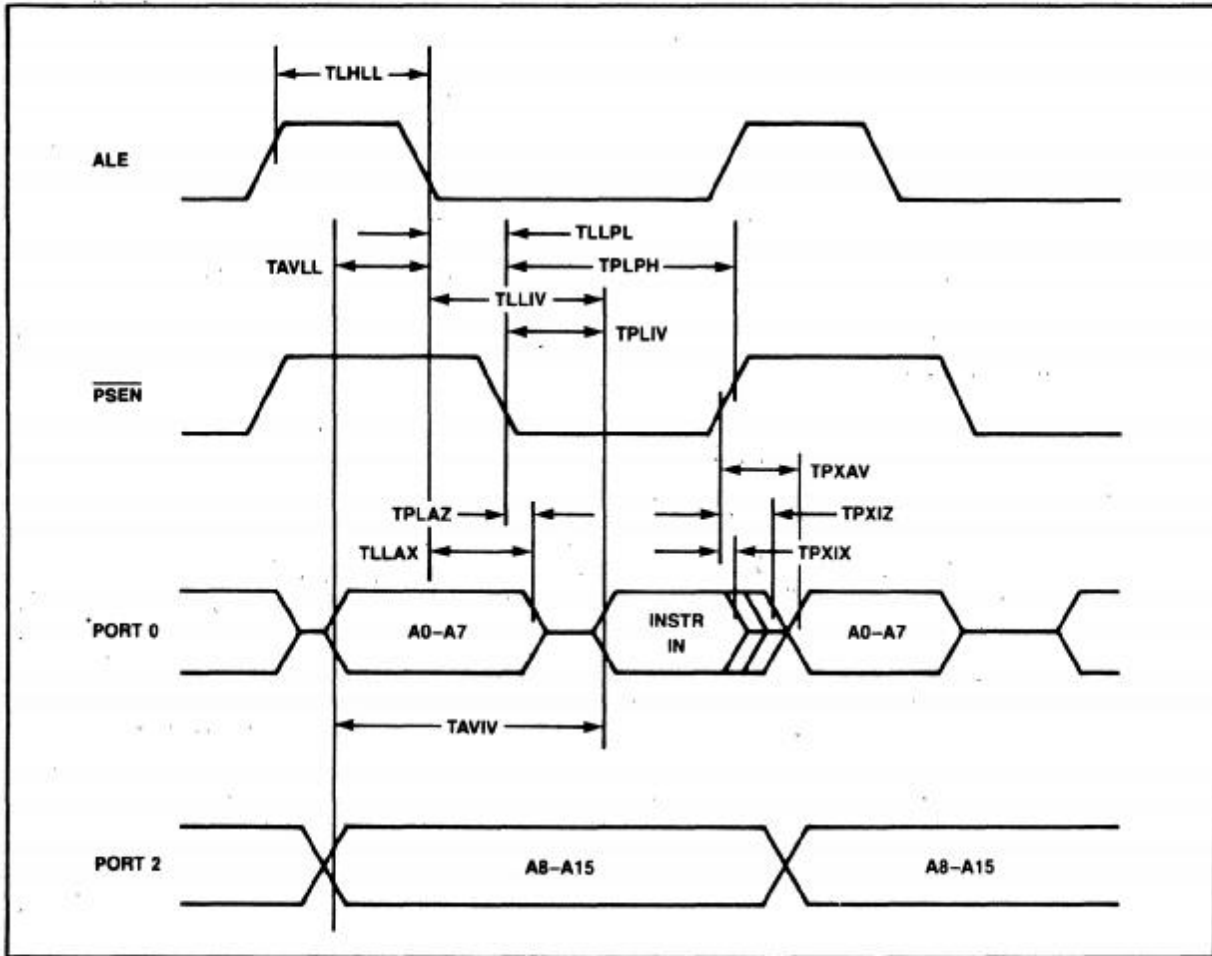 TLHLL
ALE
TLLPL
TAVLL
TPLPH
TLLIV
TPLIV
PSEN
TPXAV
TPLAZ
TPXIZ
TLLAX
TPXIX
PORT 0
A0–A7
INSTR
IN
A0–A7
TAVIV
PORT 2
A8–A15
A8–A15